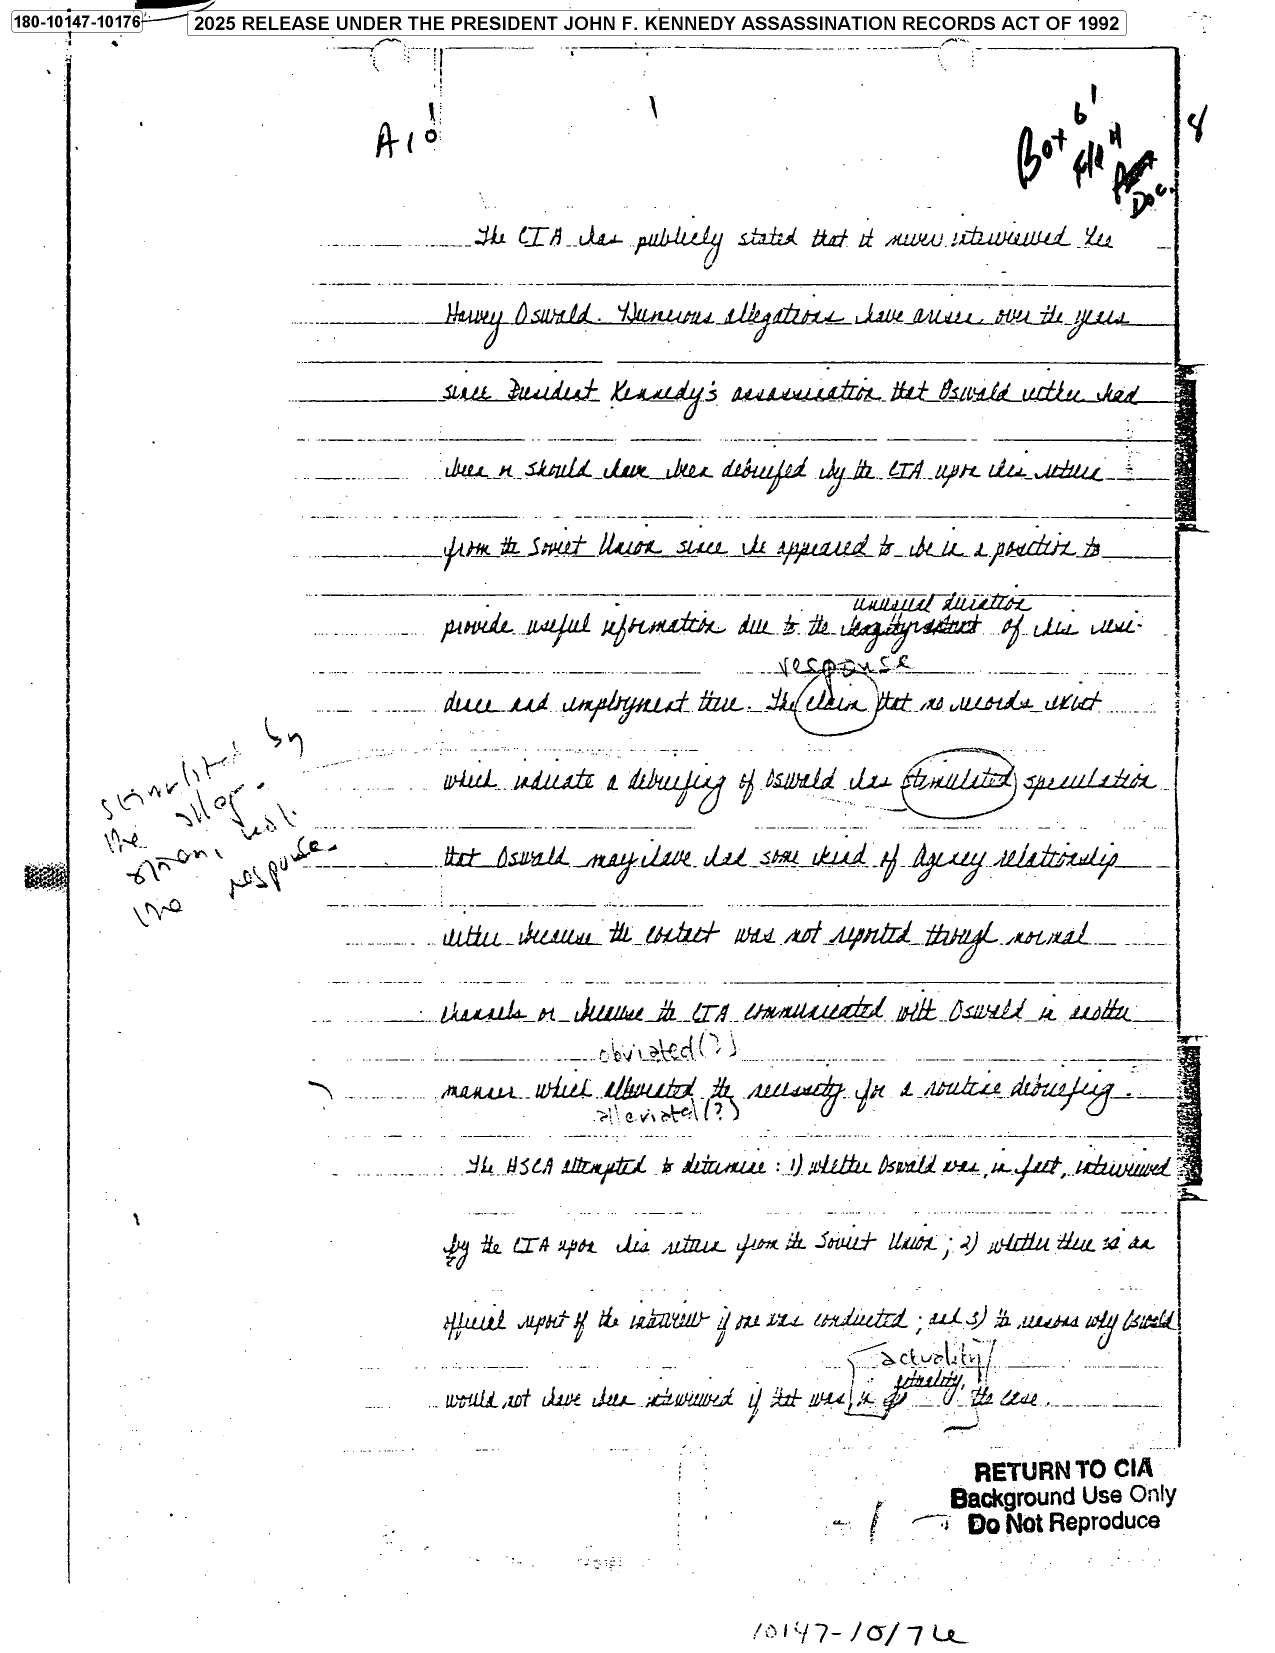 180-10147-10176
2025 RELEASE UNDER THE PRESIDENT JOHN F. KENNEDY ASSASSINATION RECORDS ACT OF 1992
A10
Box 6
8
Doc.
The CIA has publicly stated that it never interviewed Lee
Harvey Oswald. Numerous allegations have arisen over the years
since President Kennedy's assassination that Oswald either had
been or should have been debriefed by the CIA upon his return
from the Soviet Union since he appeared to be in a position to
unusual duration
provide useful information due to the of his resi-
response
dence and employment there. The claim that no records exist
which indicate a debriefing of Oswald has stimulated speculation
stimulated by
the alleg.
not
the response.
that Oswald may have had some kind of Agency relationship
either because the contact was not reported through normal
channels or because the CIA communicated with Oswald in another
obviated(?)
manner which alleviated the necessity for a routine debriefing.
alleviated(?)
The HSCA attempted to determine: 1) whether Oswald was, in fact, interviewed
by the CIA upon his return from the Soviet Union; 2) whether there is an
official report of the interview if one was conducted; and 3) the reasons why Oswald
actuality
actuality,
would not have been interviewed if that was in the case.
RETURN TO CIA
Background Use Only
Do Not Reproduce
10147-10176